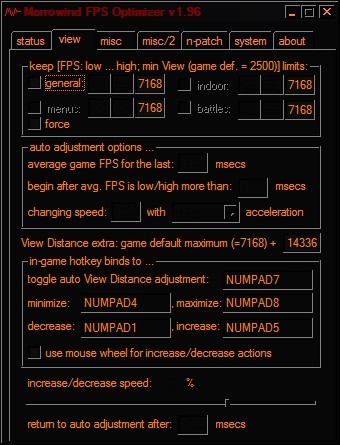 Morrowind FPS Optimizer v1.96
status view misc misc/2 n-patch system about
keep [FPS: low ... high; min View (game def. = 2500)] limits:
general: 7168 indoor: 7168
menus: 7168 battles: 7168
force
auto adjustment options ...
average game FPS for the last: msecs
begin after avg. FPS is low/high more than: msecs
changing speed: with acceleration
View Distance extra: game default maximum (=7168) + 14336
in-game hotkey binds to ...
toggle auto View Distance adjustment: NUMPAD7
minimize: NUMPAD4 , maximize: NUMPAD8
decrease: NUMPAD1 , increase: NUMPAD5
use mouse wheel for increase/decrease actions
increase/decrease speed: %
return to auto adjustment after: msecs